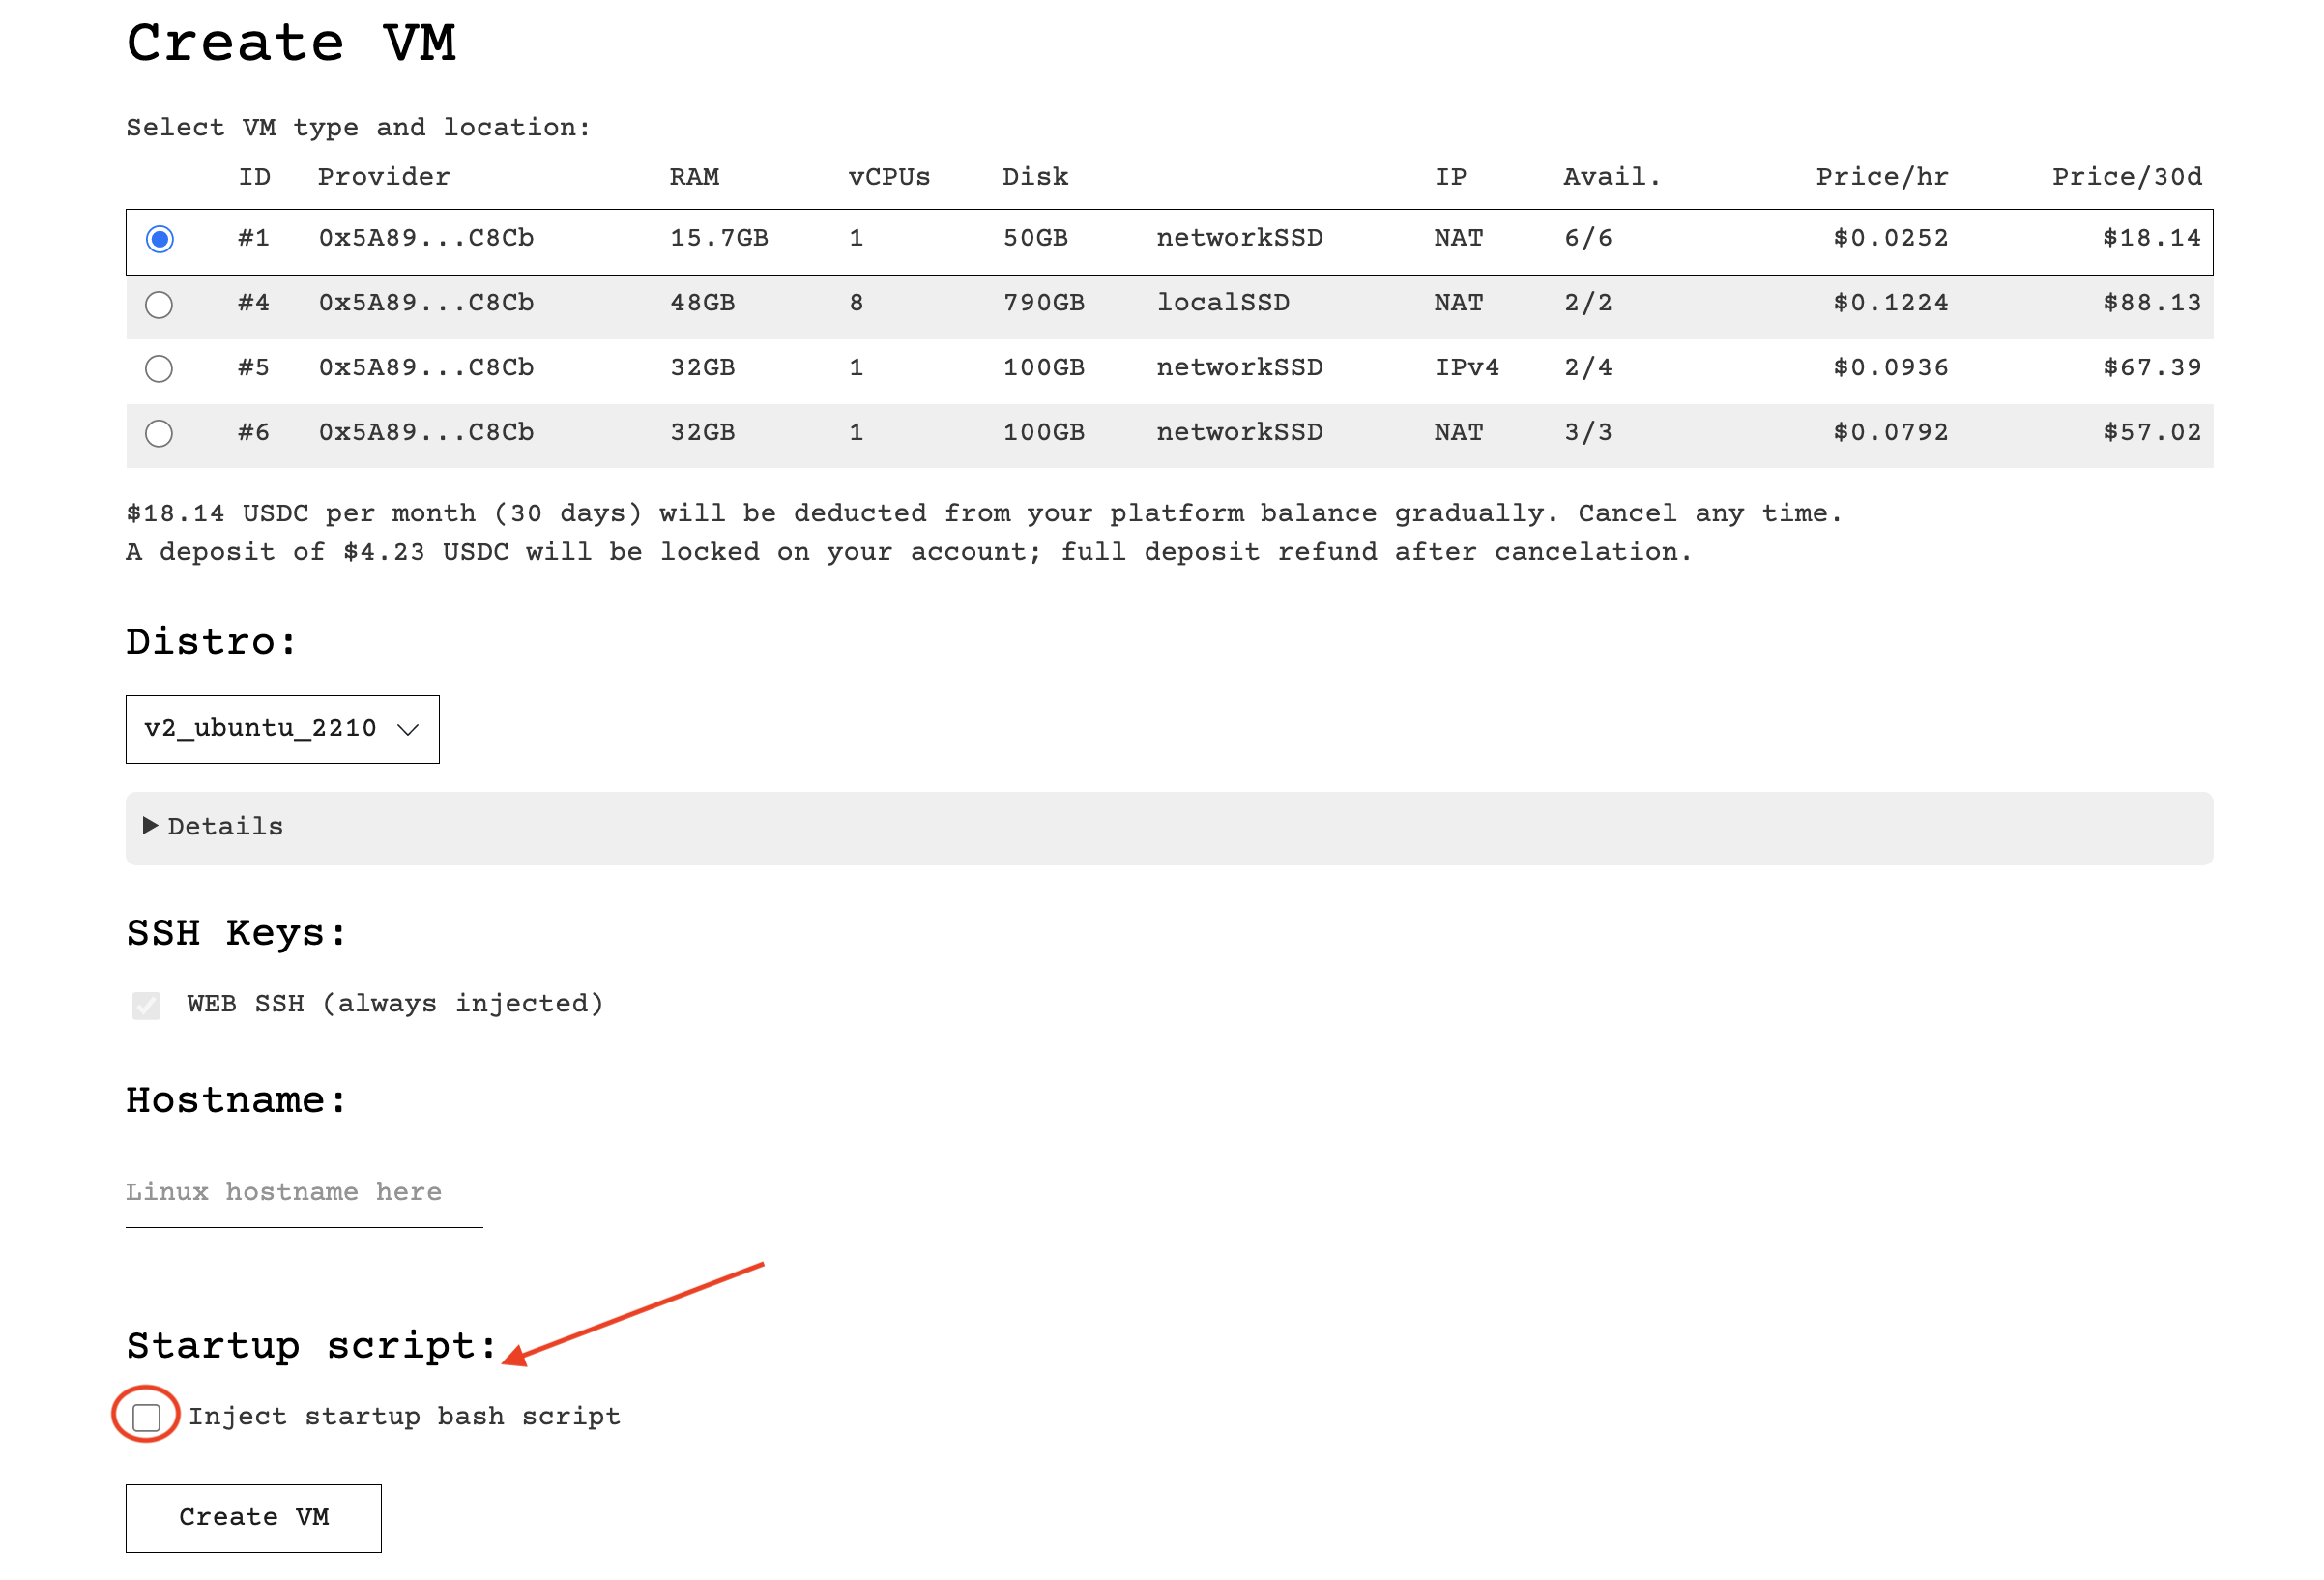 Create VM
Select VM type and location:
ID Provider RAM vCPUs Disk IP Avail. Price/hr Price/30d
#1 0x5A89...C8Cb 15.7GB 1 50GB networkSSD NAT 6/6 $0.0252 $18.14
#4 0x5A89...C8Cb 48GB 8 790GB localSSD NAT 2/2 $0.1224 $88.13
#5 0x5A89...C8Cb 32GB 1 100GB networkSSD IPv4 2/4 $0.0936 $67.39
#6 0x5A89...C8Cb 32GB 1 100GB networkSSD NAT 3/3 $0.0792 $57.02
$18.14 USDC per month (30 days) will be deducted from your platform balance gradually. Cancel any time.
A deposit of $4.23 USDC will be locked on your account; full deposit refund after cancelation.
Distro:
v2_ubuntu_2210
Details
SSH Keys:
WEB SSH (always injected)
Hostname:
Linux hostname here
Startup script:
Inject startup bash script
Create VM